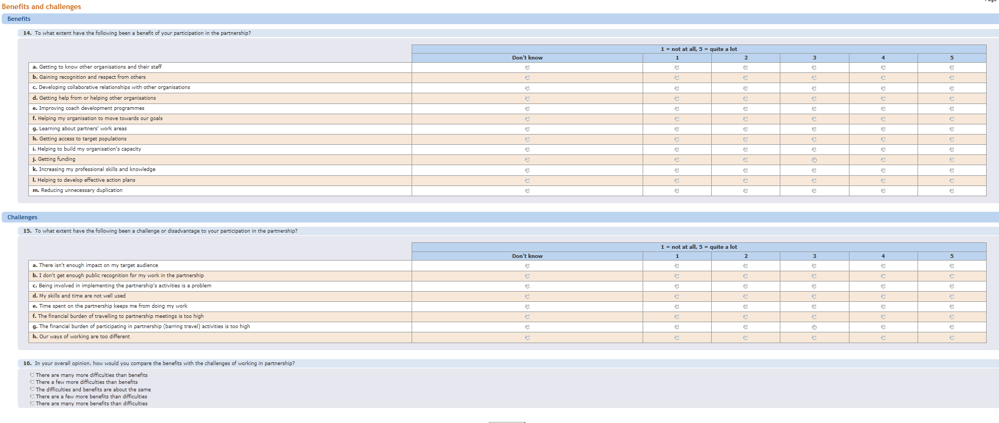 Benefits and challenges
Benefits
14. To what extent have the following been a benefit of your participation in the partnership?
1 = not at all, 5 = quite a lot
Don't know 1 2 3 4 5
a. Getting to know other organisations and their staff
b. Gaining recognition and respect from others
c. Developing collaborative relationships with other organisations
d. Getting help from or helping other organisations
e. Improving coach development programmes
f. Helping my organisation to move towards our goals
g. Learning about partners' work areas
h. Getting access to target populations
i. Helping to build my organisation's capacity
j. Getting funding
k. Increasing my professional skills and knowledge
l. Helping to develop effective action plans
m. Reducing unnecessary duplication
Challenges
15. To what extent have the following been a challenge or disadvantage to your participation in the partnership?
1 = not at all, 5 = quite a lot
Don't know 1 2 3 4 5
a. There isn't enough impact on my target audience
b. I don't get enough public recognition for my work in the partnership
c. Being involved in implementing the partnership's activities is a problem
d. My skills and time are not well used
e. Time spent on the partnership keeps me from doing my work
f. The financial burden of travelling to partnership meetings is too high
g. The financial burden of participating in partnership (barring travel) activities is too high
h. Our ways of working are too different
16. In your overall opinion, how would you compare the benefits with the challenges of working in partnership?
There are many more difficulties than benefits
There a few more difficulties than benefits
The difficulties and benefits are about the same
There are a few more benefits than difficulties
There are many more benefits than difficulties